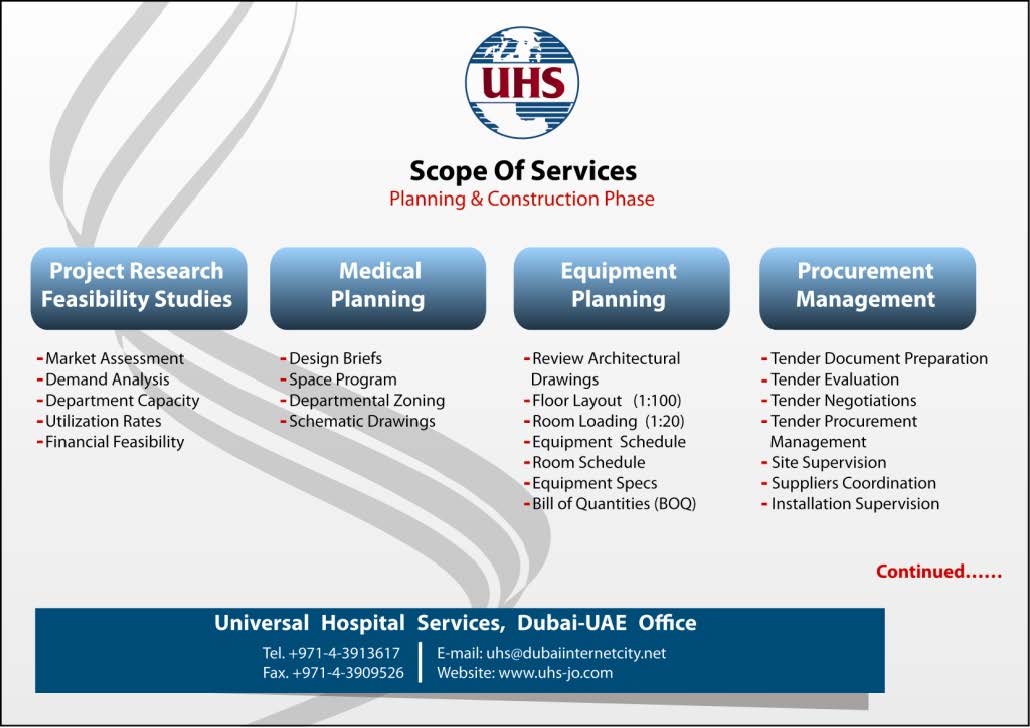 UHS
Scope Of Services
Planning & Construction Phase
Project Research
Feasibility Studies
- Market Assessment
- Demand Analysis
- Department Capacity
- Utilization Rates
- Financial Feasibility
Medical
Planning
- Design Briefs
- Space Program
- Departmental Zoning
- Schematic Drawings
Equipment
Planning
- Review Architectural
Drawings
- Floor Layout (1:100)
- Room Loading (1:20)
- Equipment Schedule
- Room Schedule
- Equipment Specs
- Bill of Quantities (BOQ)
Procurement
Management
- Tender Document Preparation
- Tender Evaluation
- Tender Negotiations
- Tender Procurement
Management
- Site Supervision
- Suppliers Coordination
- Installation Supervision
Continued......
Universal Hospital Services, Dubai-UAE Office
Tel. +971-4-3913617
Fax. +971-4-3909526
E-mail: uhs@dubaiinternetcity.net
Website: www.uhs-jo.com